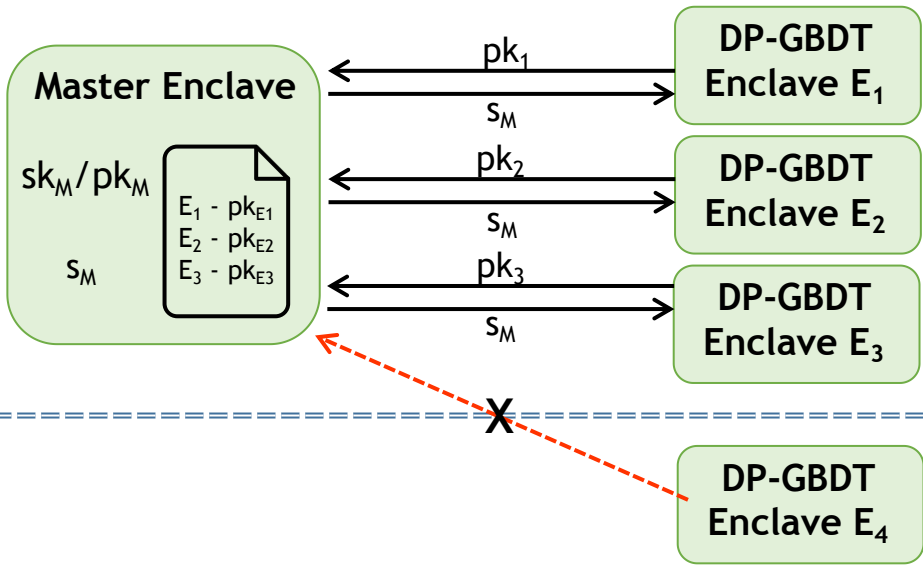 Master Enclave
sk_M/pk_M
s_M
E_1 - pk_E1
E_2 - pk_E2
E_3 - pk_E3
pk_1
s_M
pk_2
s_M
pk_3
s_M
DP-GBDT
Enclave E_1
DP-GBDT
Enclave E_2
DP-GBDT
Enclave E_3
X
DP-GBDT
Enclave E_4